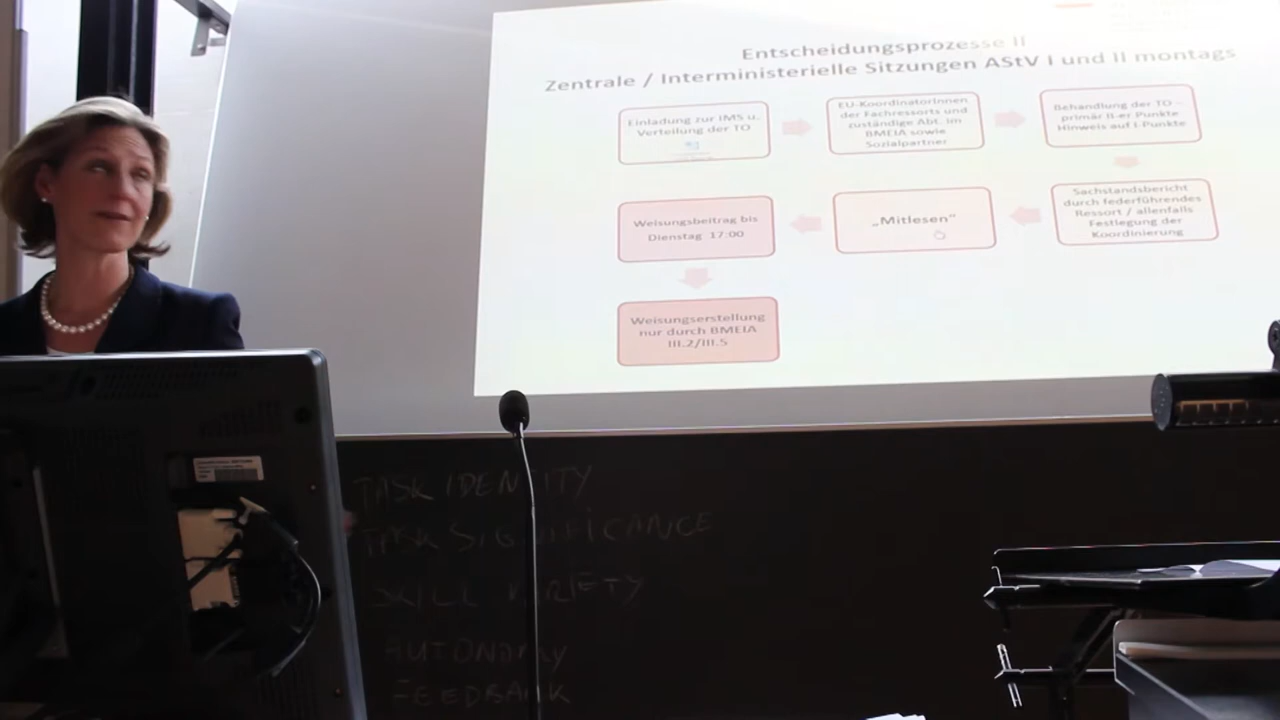 Entscheidungsprozesse II
Zentrale / Interministerielle Sitzungen AStV I und II montags
Einladung zur IMS u.
Verteilung der TO
EU-KoordinatorInnen
der Fachressorts und
zuständige Abt. im
BMEIA sowie
Sozialpartner
Behandlung der TO –
primär II-er Punkte
Hinweis auf I-Punkte
Sachstandsbericht
durch federführendes
Ressort / allenfalls
Festlegung der
Koordinierung
„Mitlesen“
Weisungsbeitrag bis
Dienstag 17:00
Weisungserstellung
nur durch BMEIA
III.2/III.5
TASK IDENTITY
TASK SIGNIFICANCE
SKILL VARIETY
AUTONOMY
FEEDBACK